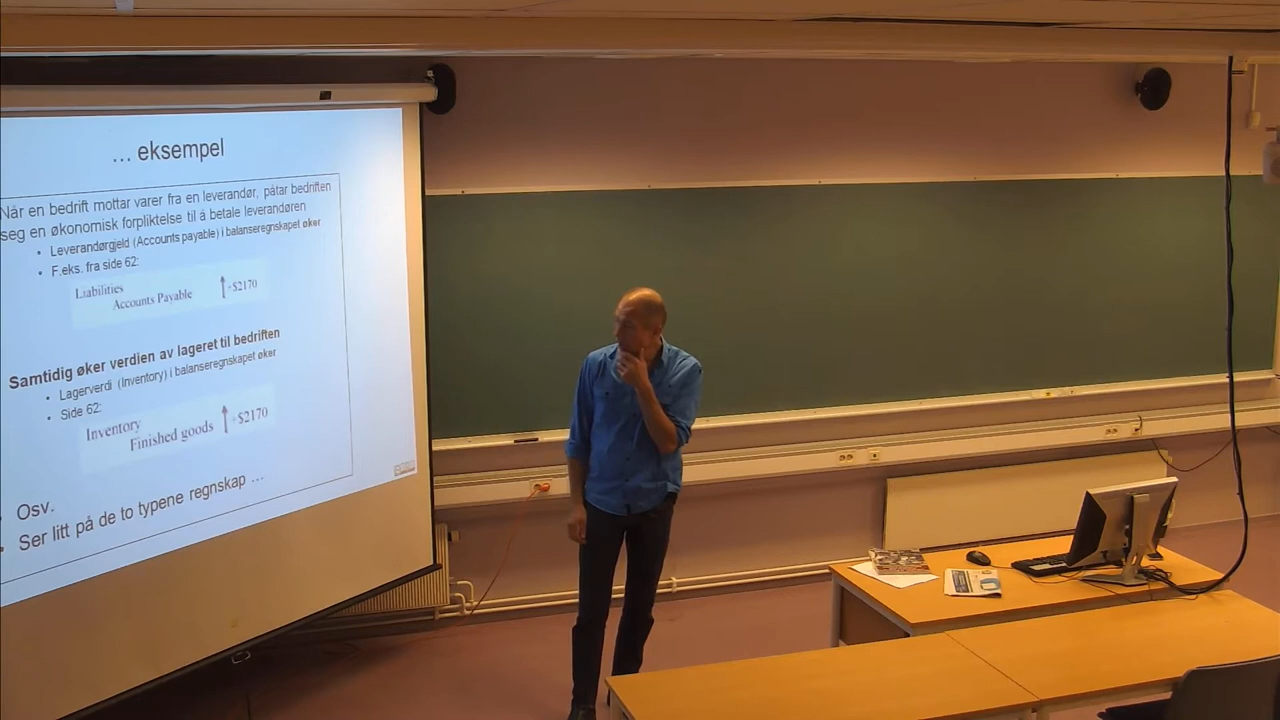 ... eksempel
Når en bedrift mottar varer fra en leverandør, påtar bedriften
seg en økonomisk forpliktelse til å betale leverandøren
• Leverandørgjeld (Accounts payable) i balanseregnskapet øker
• F.eks. fra side 62:
Liabilities
Accounts Payable ↑ -$2170
Samtidig øker verdien av lageret til bedriften
• Lagerverdi (Inventory) i balanseregnskapet øker
• Side 62:
Inventory
Finished goods ↑ -$2170
Osv.
• Ser litt på de to typene regnskap ...